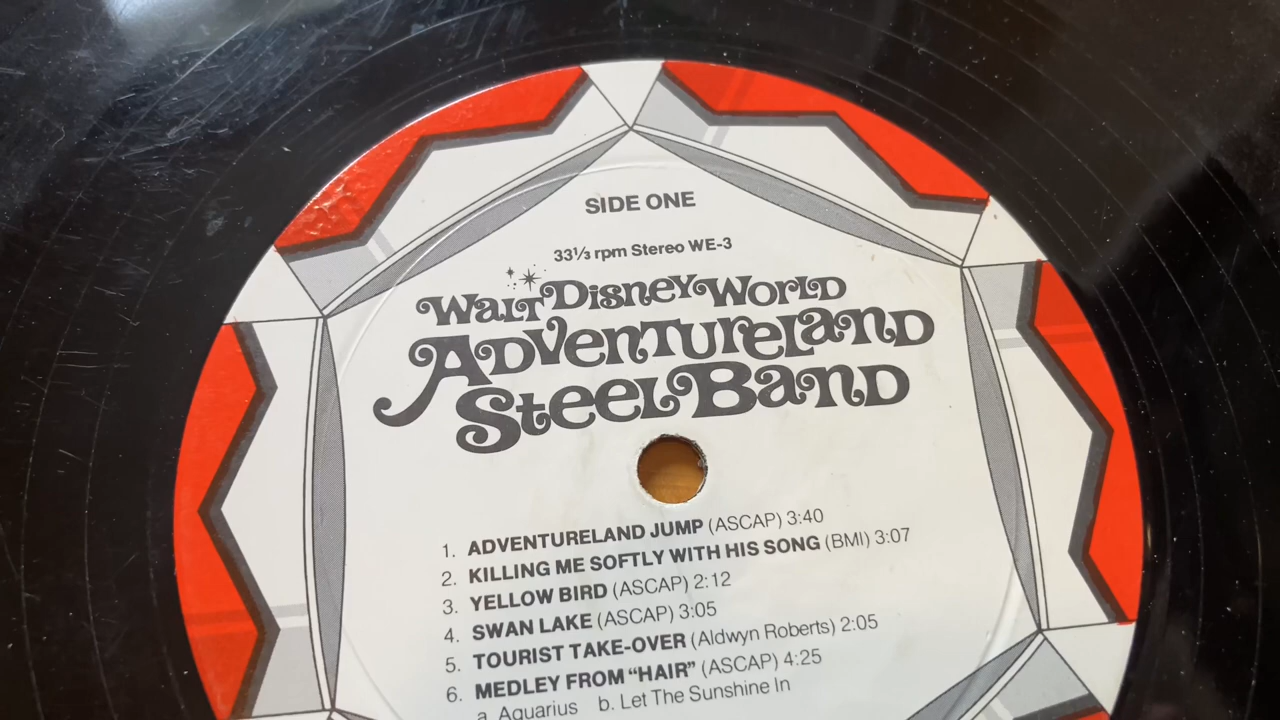 SIDE ONE
33⅓ rpm Stereo WE-3
Walt Disney World
Adventureland
Steel Band
1. ADVENTURELAND JUMP (ASCAP) 3:40
2. KILLING ME SOFTLY WITH HIS SONG (BMI) 3:07
3. YELLOW BIRD (ASCAP) 2:12
4. SWAN LAKE (ASCAP) 3:05
5. TOURIST TAKE-OVER (Aldwyn Roberts) 2:05
6. MEDLEY FROM “HAIR” (ASCAP) 4:25
a. Aquarius b. Let The Sunshine In